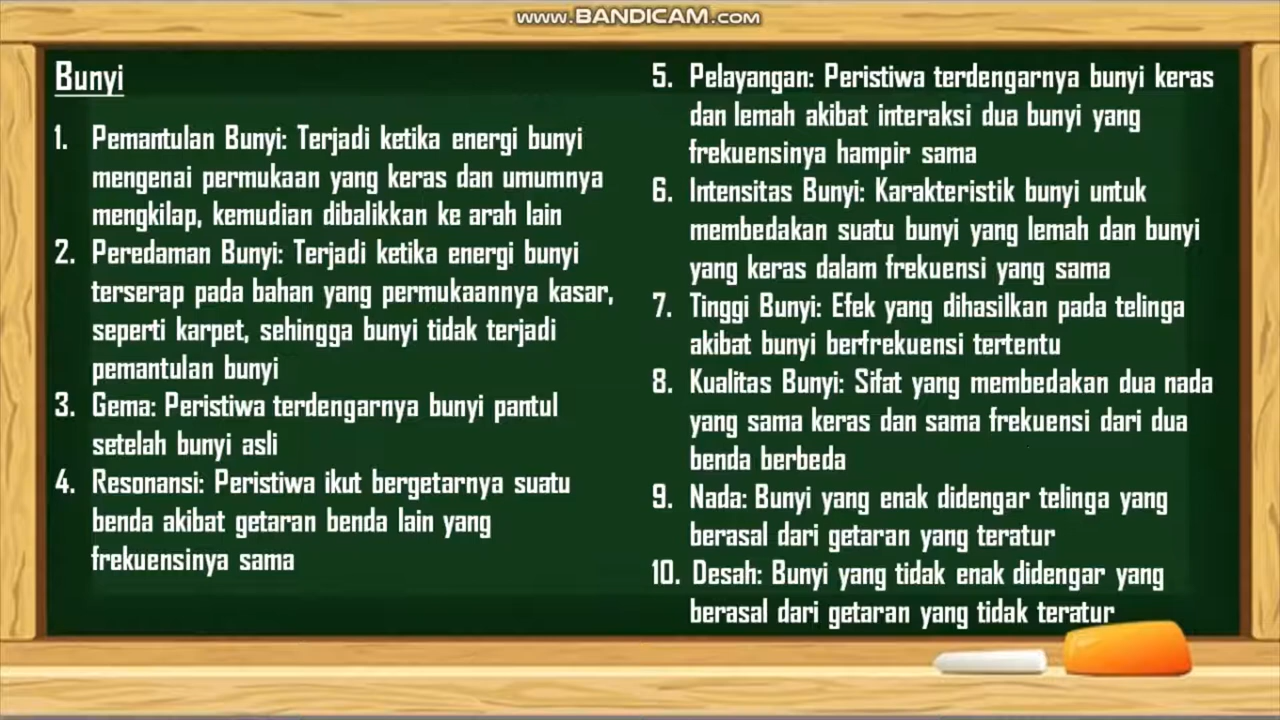 www.BANDICAM.com
Bunyi
1. Pemantulan Bunyi: Terjadi ketika energi bunyi
mengenai permukaan yang keras dan umumnya
mengkilap, kemudian dibalikkan ke arah lain
2. Peredaman Bunyi: Terjadi ketika energi bunyi
terserap pada bahan yang permukaannya kasar,
seperti karpet, sehingga bunyi tidak terjadi
pemantulan bunyi
3. Gema: Peristiwa terdengarnya bunyi pantul
setelah bunyi asli
4. Resonansi: Peristiwa ikut bergetarnya suatu
benda akibat getaran benda lain yang
frekuensinya sama
5. Pelayangan: Peristiwa terdengarnya bunyi keras
dan lemah akibat interaksi dua bunyi yang
frekuensinya hampir sama
6. Intensitas Bunyi: Karakteristik bunyi untuk
membedakan suatu bunyi yang lemah dan bunyi
yang keras dalam frekuensi yang sama
7. Tinggi Bunyi: Efek yang dihasilkan pada telinga
akibat bunyi berfrekuensi tertentu
8. Kualitas Bunyi: Sifat yang membedakan dua nada
yang sama keras dan sama frekuensi dari dua
benda berbeda
9. Nada: Bunyi yang enak didengar telinga yang
berasal dari getaran yang teratur
10. Desah: Bunyi yang tidak enak didengar yang
berasal dari getaran yang tidak teratur